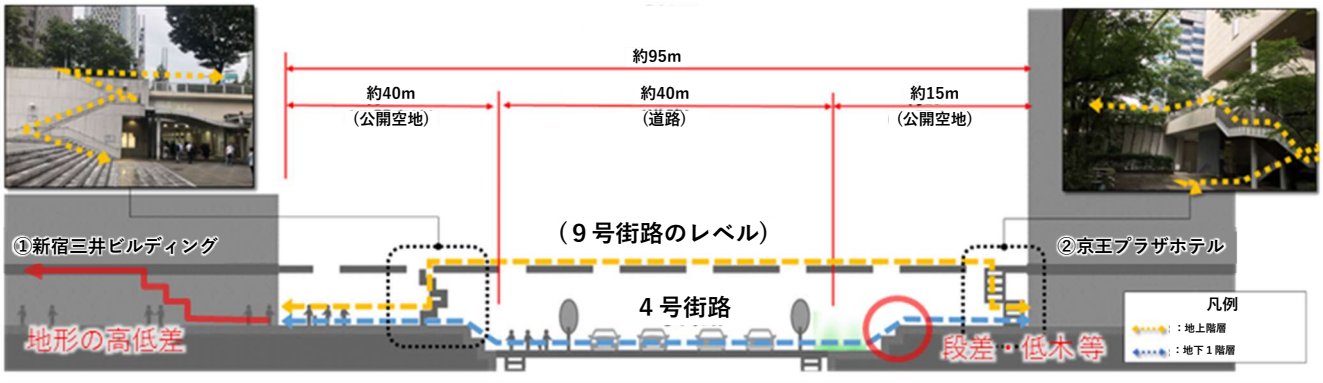 約95m
約40m
(公開空地)
約40m
(道路)
約15m
(公開空地)
(９号街路のレベル)
①新宿三井ビルディング
②京王プラザホテル
４号街路
地形の高低差
段差・低木等
凡例
：地上階層
：地下１階層